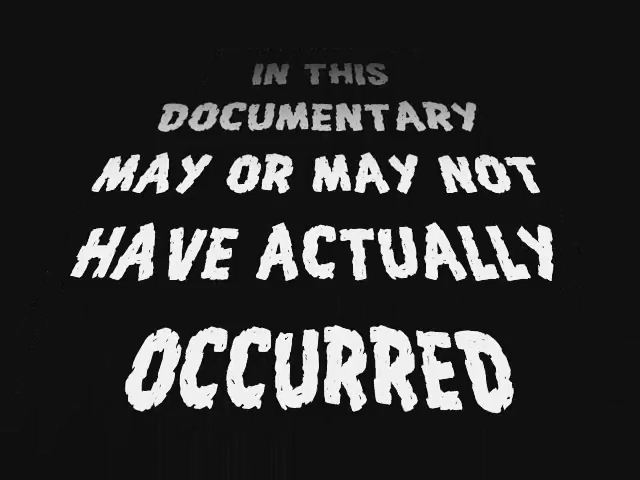 IN THIS
DOCUMENTARY
MAY OR MAY NOT
HAVE ACTUALLY
OCCURRED